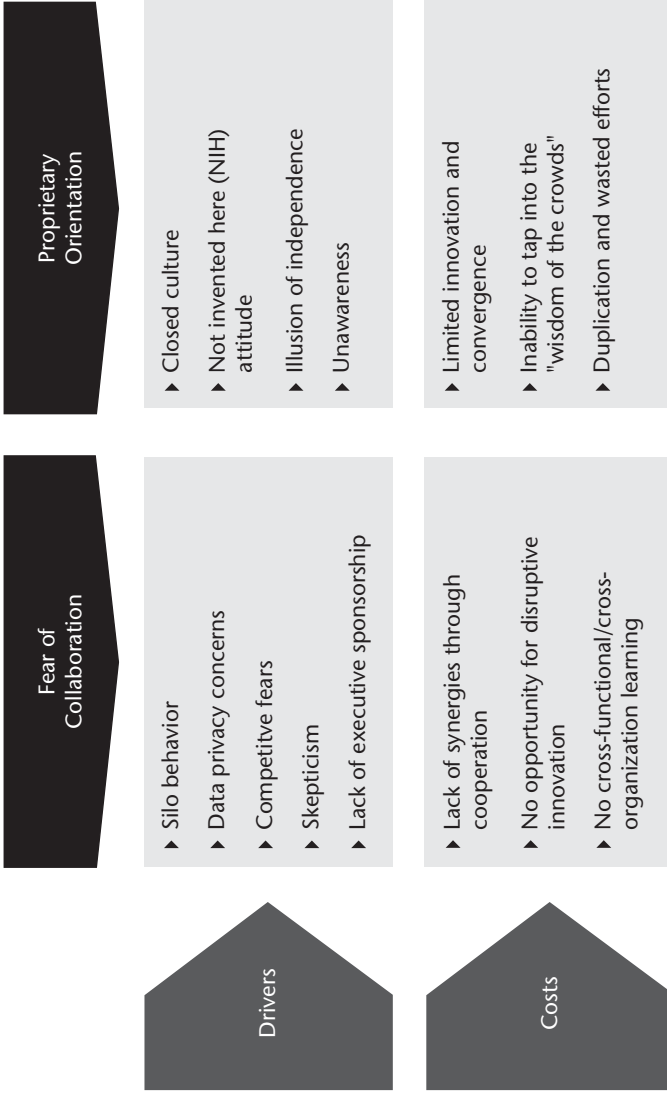 Fear of
Collaboration
Proprietary
Orientation
Drivers
▶ Silo behavior
▶ Data privacy concerns
▶ Competive fears
▶ Skepticism
▶ Lack of executive sponsorship
▶ Closed culture
▶ Not invented here (NIH)
attitude
▶ Illusion of independence
▶ Unawareness
Costs
▶ Lack of synergies through
cooperation
▶ No opportunity for disruptive
innovation
▶ No cross-functional/cross-
organization learning
▶ Limited innovation and
convergence
▶ Inability to tap into the
"wisdom of the crowds"
▶ Duplication and wasted efforts